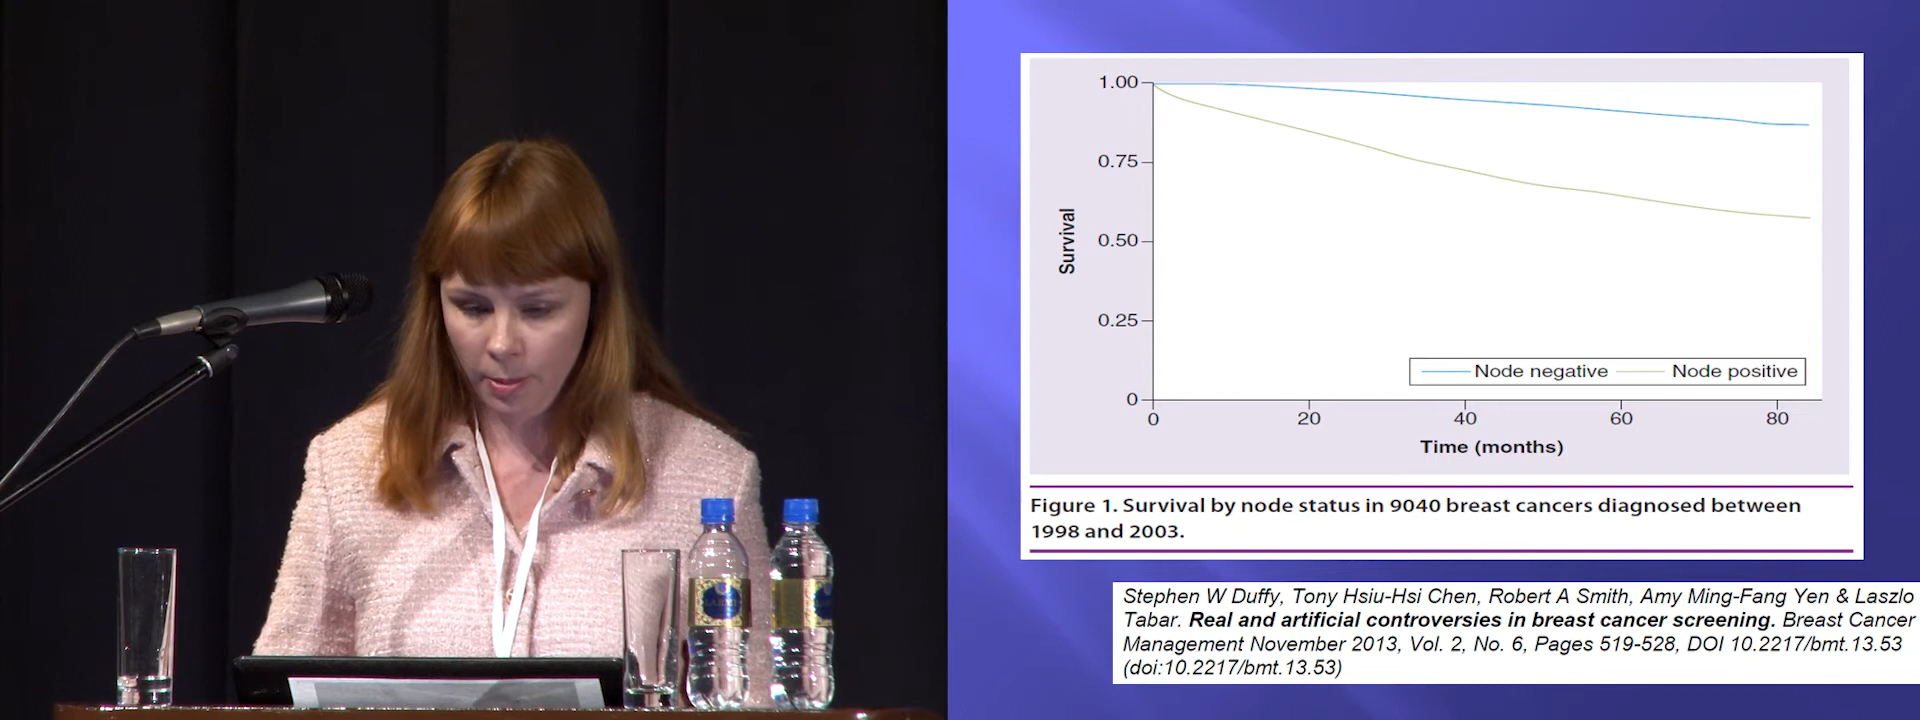 1.00
0.75
0.50
0.25
0
Survival
Node negative
Node positive
0 20 40 60 80
Time (months)
Figure 1. Survival by node status in 9040 breast cancers diagnosed between
1998 and 2003.
Stephen W Duffy, Tony Hsiu-Hsi Chen, Robert A Smith, Amy Ming-Fang Yen & Laszlo
Tabar. Real and artificial controversies in breast cancer screening. Breast Cancer
Management November 2013, Vol. 2, No. 6, Pages 519-528, DOI 10.2217/bmt.13.53
(doi:10.2217/bmt.13.53)